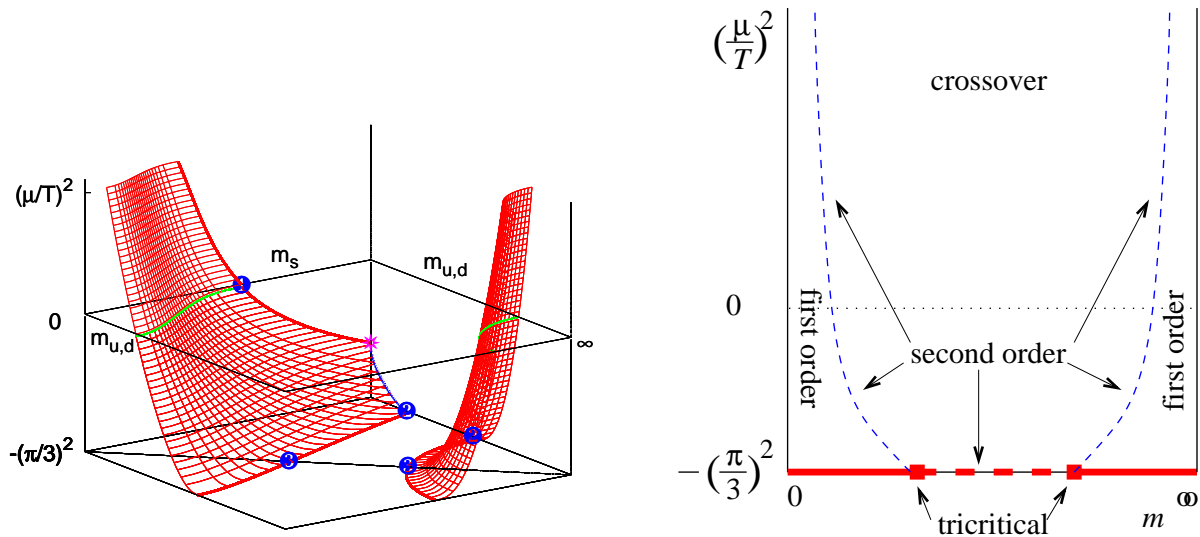 (μ/T)²
m_s
m_{u,d}
0
m_{u,d}
∞
-(π/3)²
(μ/T)²
crossover
0
first order
second order
first order
-(π/3)²
0
∞
tricritical
m